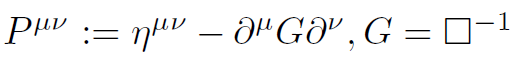 P^{μν} := η^{μν} − ∂^μ G∂^ν, G = □^{−1}